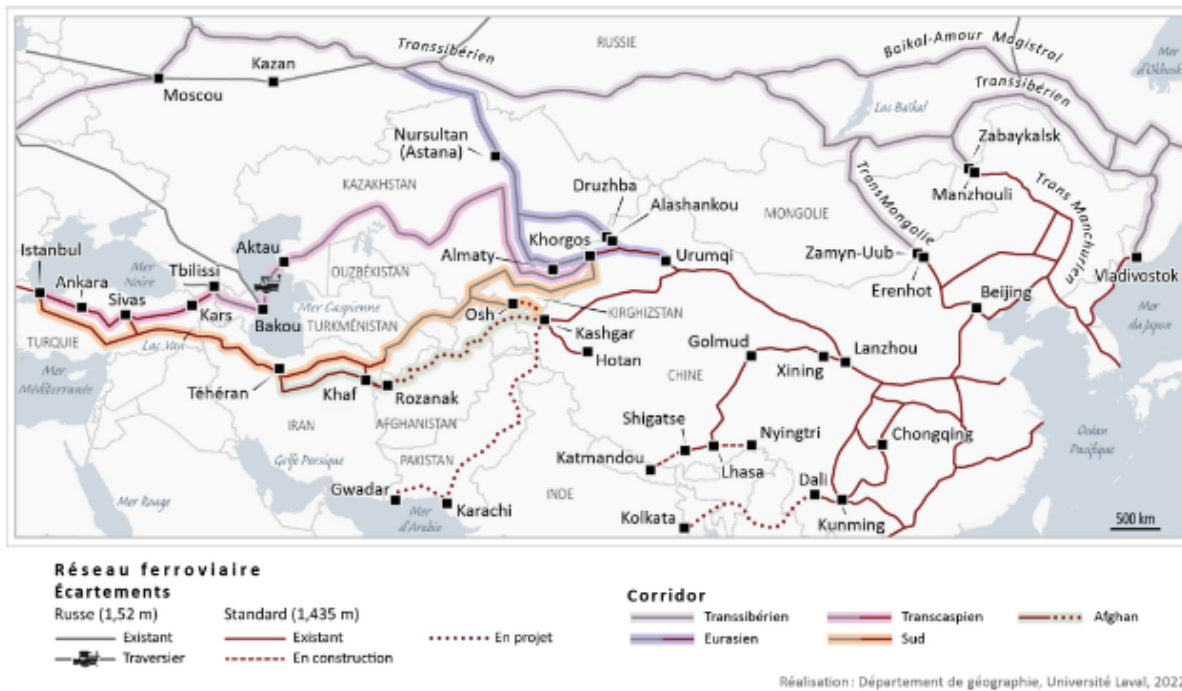 Transsibérien
RUSSIE
Baikal-Amour Magistral
Mer
d'Okhosk
Kazan
Moscou
Transsibérien
Lac Baïkal
Nursultan
(Astana)
Zabaykalsk
KAZAKHSTAN
Druzhba
Manzhouli
Trans Manchurien
Alashankou
MONGOLIE
TransMongolie
Istanbul
Aktau
Khorgos
Zamyn-Uub
Ankara
Mer
Noire
Tbilissi
OUZBÉKISTAN
Almaty
Urumqi
Vladivostok
Sivas
Erenhot
Beijing
Mer Caspienne
Kars
Bakou
TURKMÉNISTAN
Osh
KIRGHIZSTAN
Mer
du Japon
TURQUIE
Lac Van
Kashgar
Golmud
Lanzhou
Mer
Méditerranée
Hotan
Xining
Téhéran
Khaf
Rozanak
CHINE
IRAN
AFGHANISTAN
Shigatse
Nyingtri
Chongqing
Océan
Pacifique
Golfe Persique
PAKISTAN
Katmandou
Lhasa
Gwadar
INDE
Dali
Mer Rouge
Mer
d'Arabie
Karachi
Kolkata
Kunming
500 km
Réseau ferroviaire
Écartements
Russe (1,52 m)
Standard (1,435 m)
Existant
Existant
En projet
Traversier
En construction
Corridor
Transsibérien
Transcaspien
Afghan
Eurasien
Sud
Réalisation: Département de géographie, Université Laval, 2022